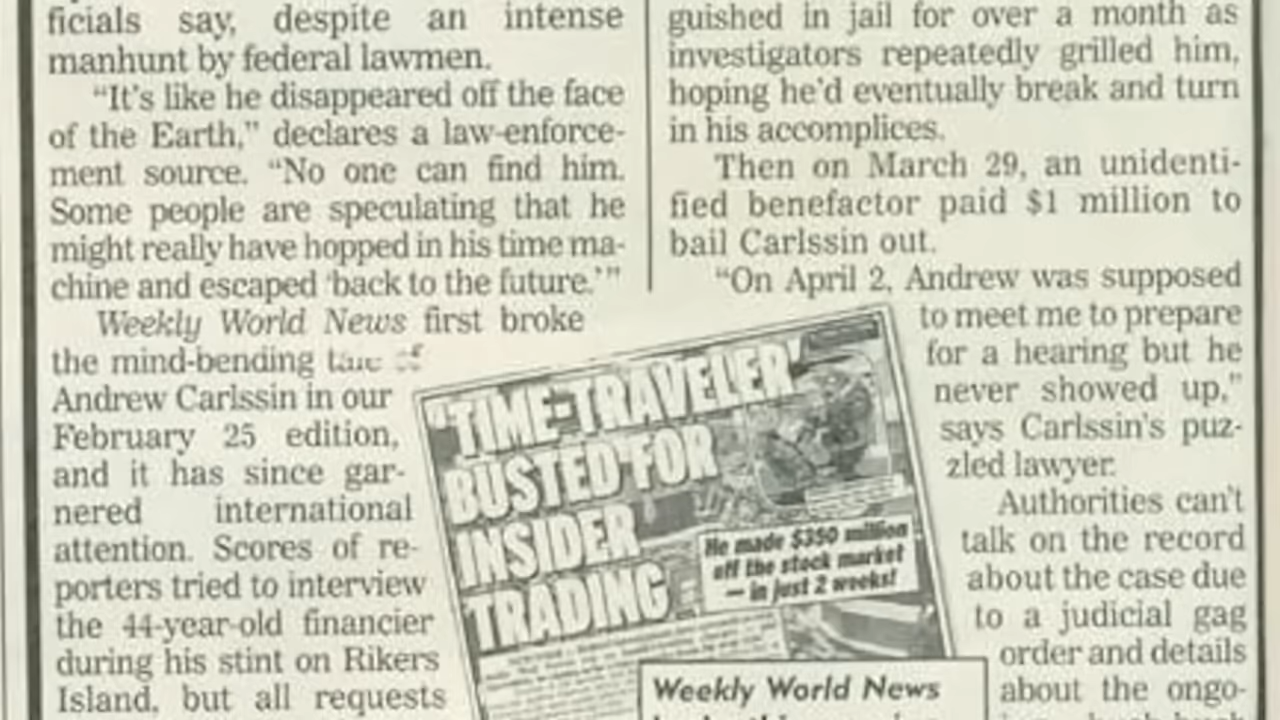 ficials say, despite an intense
manhunt by federal lawmen.
“It's like he disappeared off the face
of the Earth,” declares a law-enforce-
ment source. “No one can find him.
Some people are speculating that he
might really have hopped in his time ma-
chine and escaped ‘back to the future.’”
Weekly World News first broke
the mind-bending tale of
Andrew Carlssin in our
February 25 edition,
and it has since gar-
nered international
attention. Scores of re-
porters tried to interview
the 44-year-old financier
during his stint on Rikers
Island, but all requests
guished in jail for over a month as
investigators repeatedly grilled him,
hoping he'd eventually break and turn
in his accomplices.
Then on March 29, an unidenti-
fied benefactor paid $1 million to
bail Carlssin out.
“On April 2, Andrew was supposed
to meet me to prepare
for a hearing but he
never showed up,”
says Carlssin's puz-
zled lawyer.
Authorities can't
talk on the record
about the case due
to a judicial gag
order and details
about the ongo-
‘TIME-TRAVELER’
BUSTED FOR
INSIDER
TRADING
He made $350 million
off the stock market
— in just 2 weeks!
Weekly World News